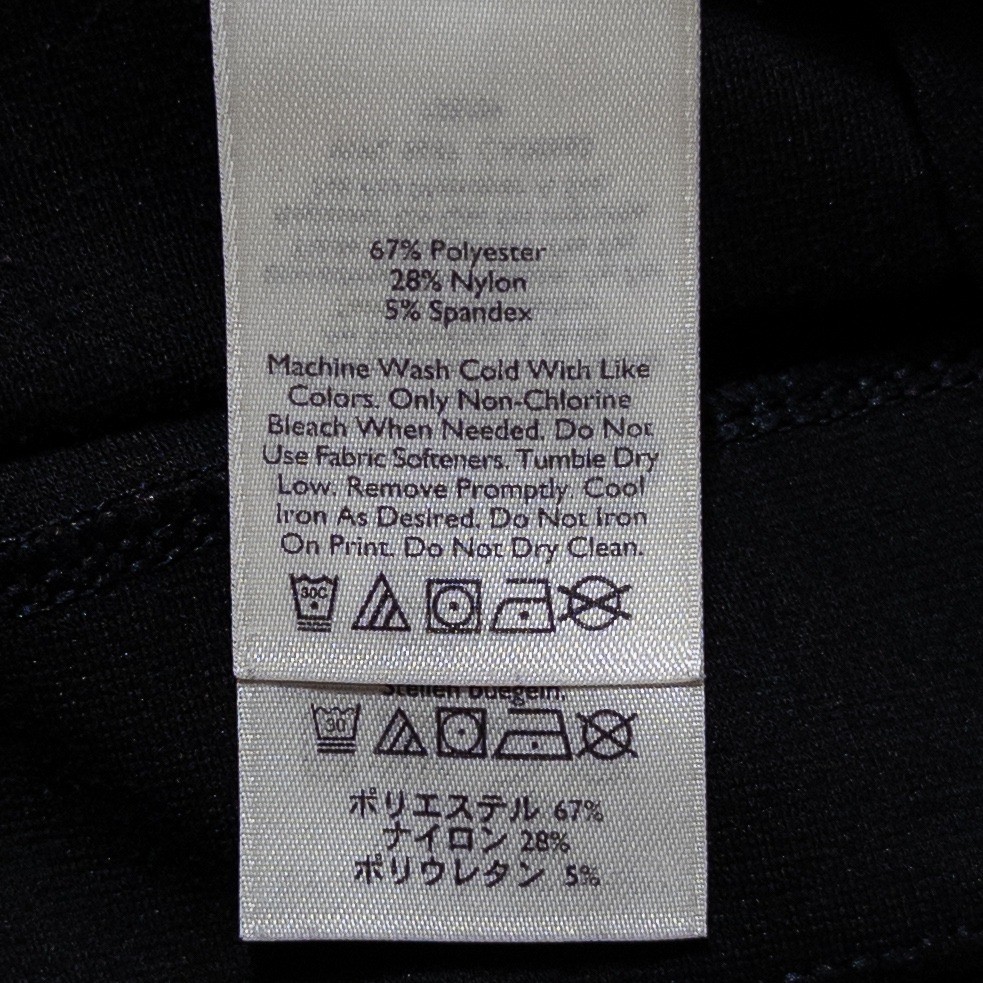 67% Polyester
28% Nylon
5% Spandex
Machine Wash Cold With Like
Colors. Only Non-Chlorine
Bleach When Needed. Do Not
Use Fabric Softeners. Tumble Dry
Low. Remove Promptly. Cool
Iron As Desired. Do Not Iron
On Print. Do Not Dry Clean.
30C
Stellen buegeln.
30
ポリエステル 67%
ナイロン 28%
ポリウレタン 5%